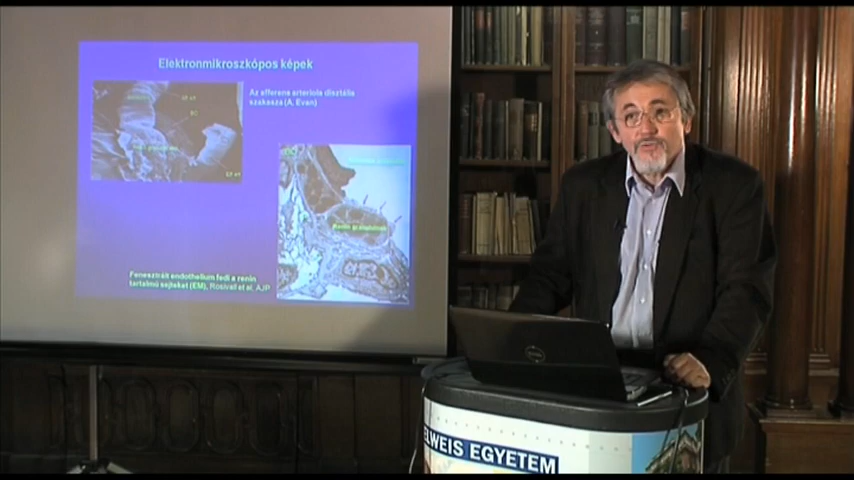 Elektronmikroszkópos képek
Az efferens arteriola disztális
szakasza (A. Evan)
Renin granulumok
Fenesztrált endothelium fedi a renin
tartalmú sejteket (EM), Rosivall et al, AJP
ELWEIS EGYETEM